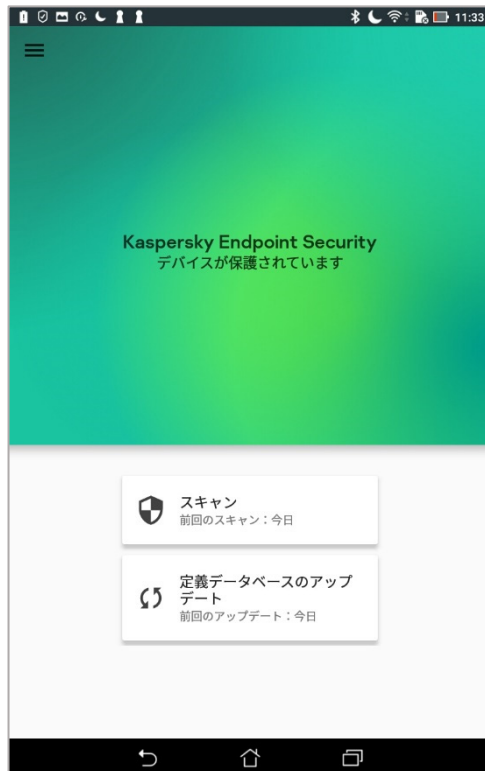 11:33
Kaspersky Endpoint Security
デバイスが保護されています
スキャン
前回のスキャン：今日
定義データベースのアップ
デート
前回のアップデート：今日